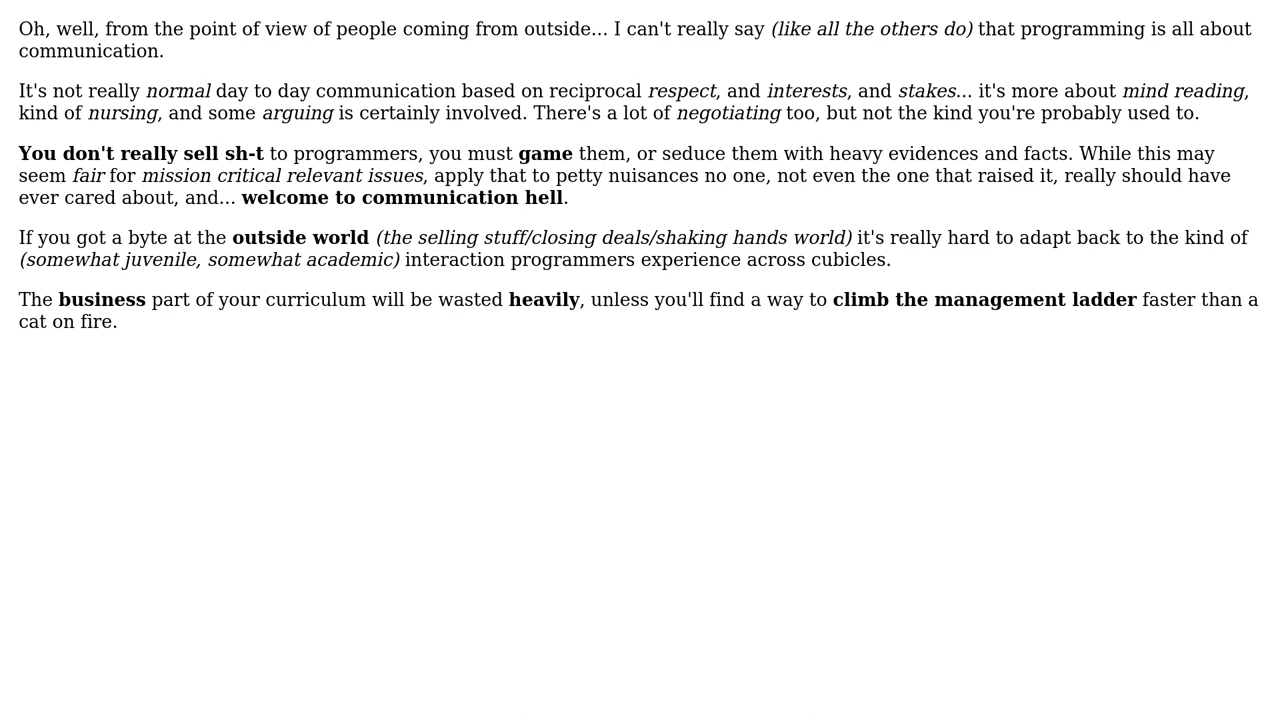 Oh, well, from the point of view of people coming from outside... I can't really say (like all the others do) that programming is all about
communication.
It's not really normal day to day communication based on reciprocal respect, and interests, and stakes... it's more about mind reading,
kind of nursing, and some arguing is certainly involved. There's a lot of negotiating too, but not the kind you're probably used to.
You don't really sell sh-t to programmers, you must game them, or seduce them with heavy evidences and facts. While this may
seem fair for mission critical relevant issues, apply that to petty nuisances no one, not even the one that raised it, really should have
ever cared about, and... welcome to communication hell.
If you got a byte at the outside world (the selling stuff/closing deals/shaking hands world) it's really hard to adapt back to the kind of
(somewhat juvenile, somewhat academic) interaction programmers experience across cubicles.
The business part of your curriculum will be wasted heavily, unless you'll find a way to climb the management ladder faster than a
cat on fire.